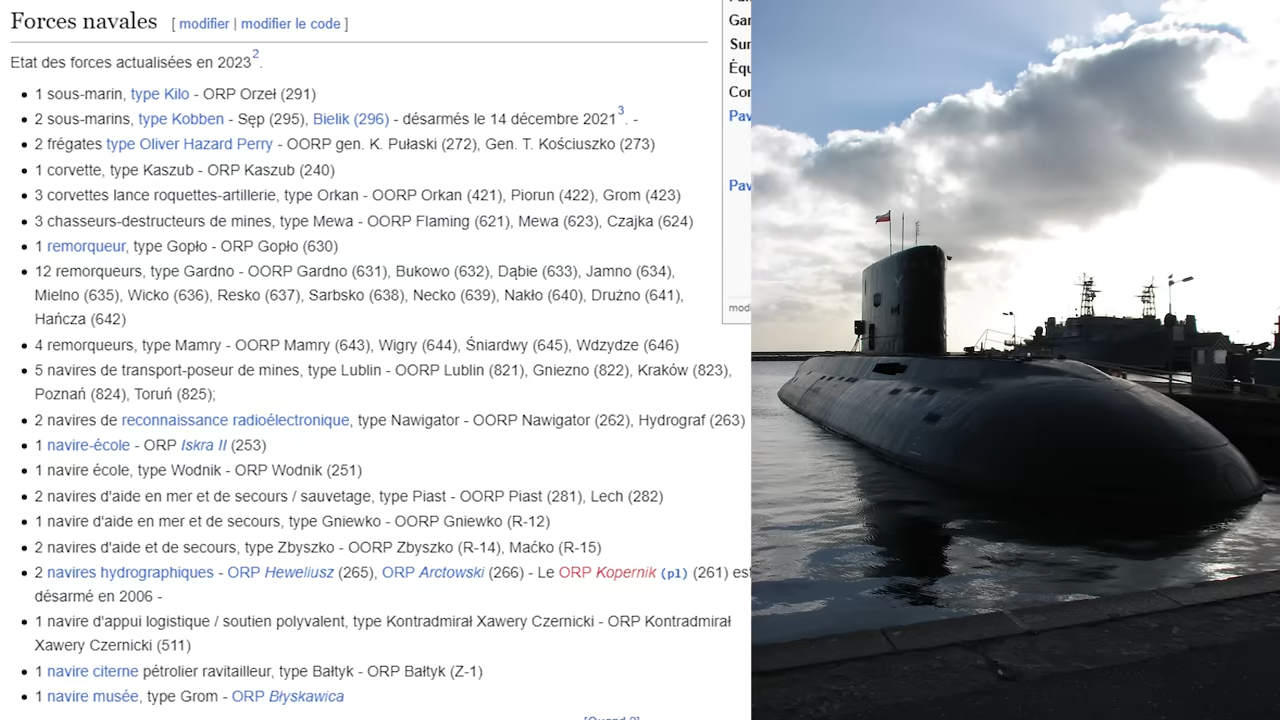 Forces navales [ modifier | modifier le code ]
Etat des forces actualisées en 2023 2.
1 sous-marin, type Kilo - ORP Orzeł (291)
2 sous-marins, type Kobben - Sęp (295), Bielik (296) - désarmés le 14 décembre 2021 3. -
2 frégates type Oliver Hazard Perry - OORP gen. K. Pułaski (272), Gen. T. Kościuszko (273)
1 corvette, type Kaszub - ORP Kaszub (240)
3 corvettes lance roquettes-artillerie, type Orkan - OORP Orkan (421), Piorun (422), Grom (423)
3 chasseurs-destructeurs de mines, type Mewa - OORP Flaming (621), Mewa (623), Czajka (624)
1 remorqueur, type Gopło - ORP Gopło (630)
12 remorqueurs, type Gardno - OORP Gardno (631), Bukowo (632), Dąbie (633), Jamno (634),
Mielno (635), Wicko (636), Resko (637), Sarbsko (638), Necko (639), Nakło (640), Drużno (641),
Hańcza (642)
4 remorqueurs, type Mamry - OORP Mamry (643), Wigry (644), Śniardwy (645), Wdzydze (646)
5 navires de transport-poseur de mines, type Lublin - OORP Lublin (821), Gniezno (822), Kraków (823),
Poznań (824), Toruń (825);
2 navires de reconnaissance radioélectronique, type Nawigator - OORP Nawigator (262), Hydrograf (263)
1 navire-école - ORP Iskra II (253)
1 navire école, type Wodnik - ORP Wodnik (251)
2 navires d'aide en mer et de secours / sauvetage, type Piast - OORP Piast (281), Lech (282)
1 navire d'aide en mer et de secours, type Gniewko - OORP Gniewko (R-12)
2 navires d'aide et de secours, type Zbyszko - OORP Zbyszko (R-14), Maćko (R-15)
2 navires hydrographiques - ORP Heweliusz (265), ORP Arctowski (266) - Le ORP Kopernik (pl) (261) est
désarmé en 2006 -
1 navire d'appui logistique / soutien polyvalent, type Kontradmirał Xawery Czernicki - ORP Kontradmirał
Xawery Czernicki (511)
1 navire citerne pétrolier ravitailleur, type Bałtyk - ORP Bałtyk (Z-1)
1 navire musée, type Grom - ORP Błyskawica
Gar
Sur
Équ
Cor
Pav
Pav
modi